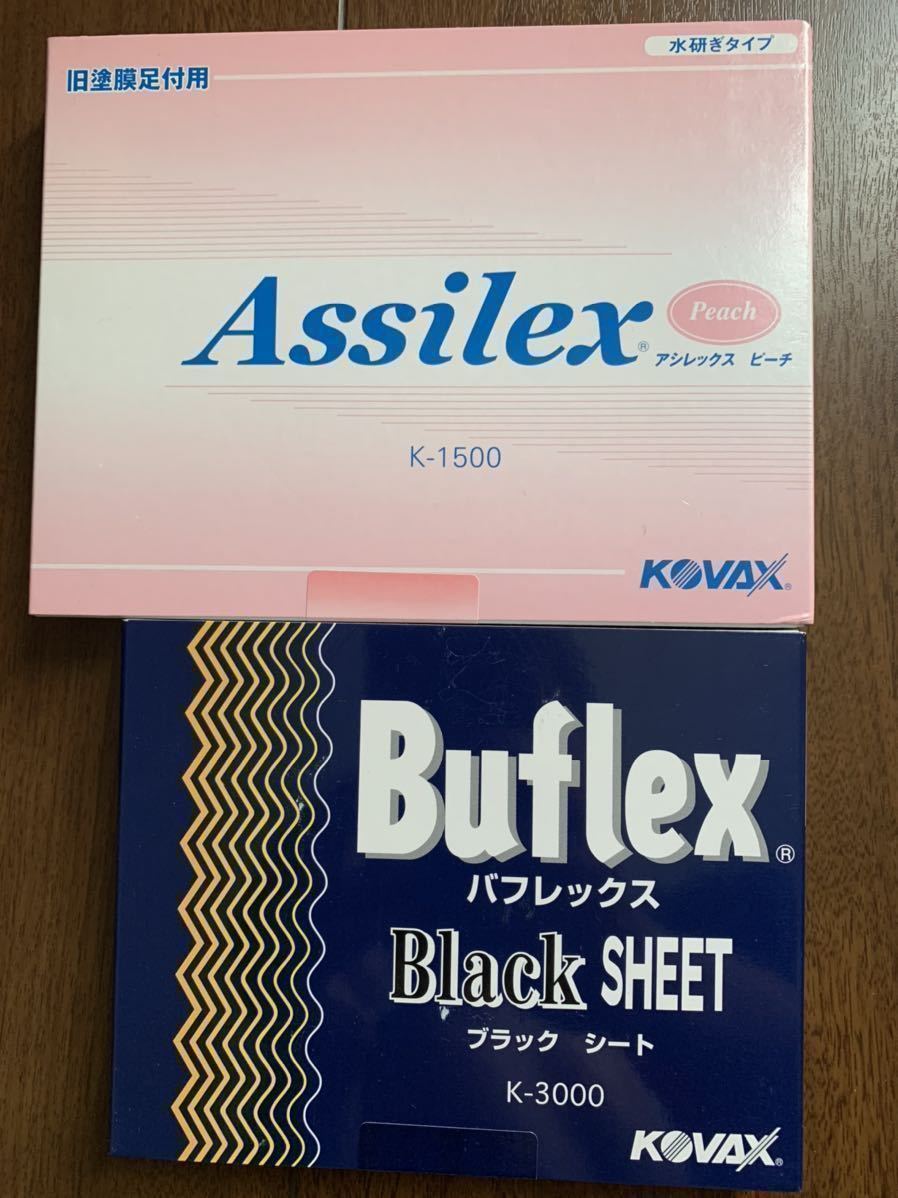 水研ぎタイプ
旧塗膜足付用
Assilex®
Peach
アシレックス ピーチ
K-1500
KOVAX®
Buflex®
バフレックス
Black SHEET
ブラック シート
K-3000
KOVAX®